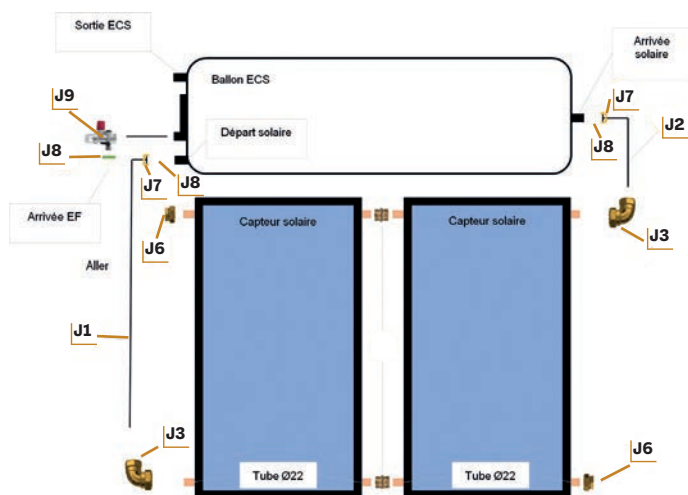 Sortie ECS
Arrivée
solaire
Ballon ECS
J9
J7
J2
J8
Départ solaire
J8
J7
J8
Arrivée EF
J6
Capteur solaire
Capteur solaire
J3
Aller
J1
J3
J6
Tube Ø22
Tube Ø22